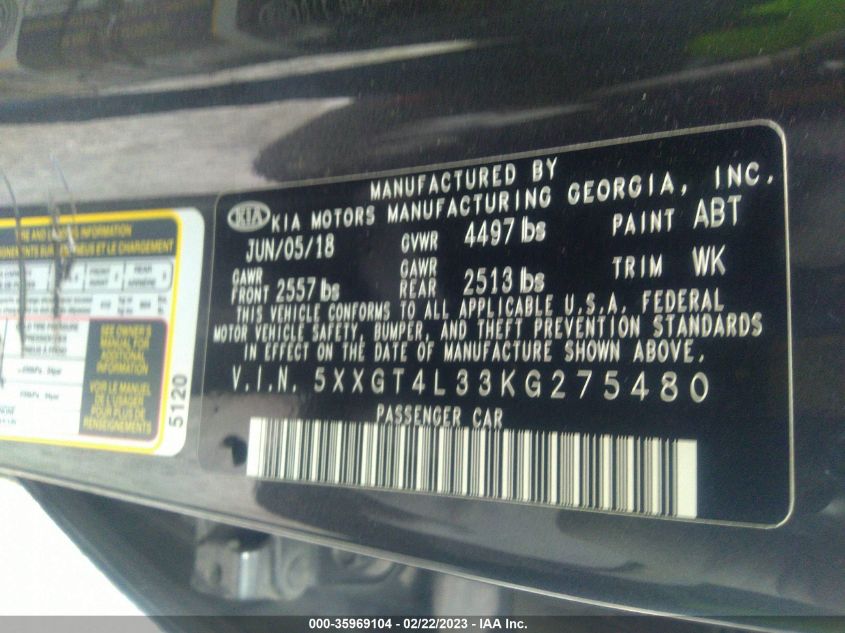 MANUFACTURED BY
KIA KIA MOTORS MANUFACTURING GEORGIA, INC.
JUN/05/18 GVWR 4497 lbs PAINT ABT
GAWR FRONT 2557 lbs GAWR REAR 2513 lbs TRIM WK
THIS VEHICLE CONFORMS TO ALL APPLICABLE U.S.A. FEDERAL
MOTOR VEHICLE SAFETY, BUMPER, AND THEFT PREVENTION STANDARDS
IN EFFECT ON THE DATE OF MANUFACTURE SHOWN ABOVE.
V.I.N. 5XXGT4L33KG275480
PASSENGER CAR
SEE OWNER'S
MANUAL FOR
ADDITIONAL
INFORMATION
VOIR LE MANUEL
DE L'USAGER
POUR PLUS DE
RENSEIGNEMENTS
5120
000-35969104 - 02/22/2023 - IAA Inc.